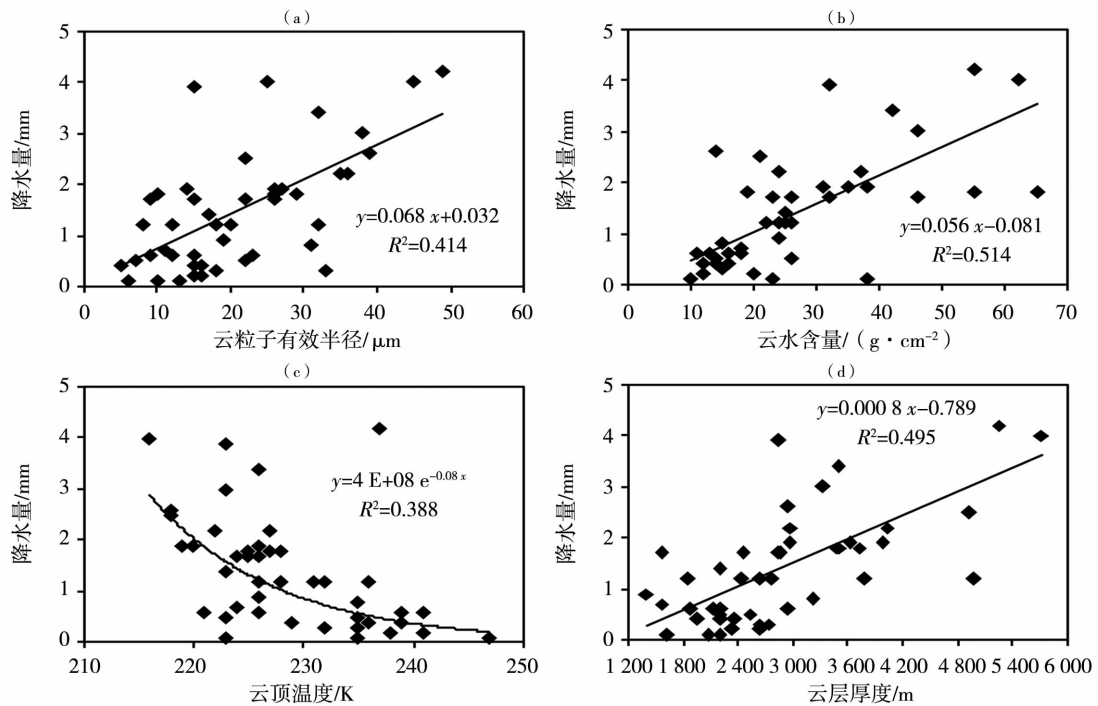 （a）
5
4
3
2
1
0
降水量/mm
y=0.068 x+0.032
R²=0.414
0 10 20 30 40 50 60
云粒子有效半径/μm
（b）
5
4
3
2
1
0
降水量/mm
y=0.056 x−0.081
R²=0.514
0 10 20 30 40 50 60 70
云水含量/（g·cm⁻²）
（c）
5
4
3
2
1
0
降水量/mm
y=4 E+08 e⁻⁰·⁰⁸ ˣ
R²=0.388
210 220 230 240 250
云顶温度/K
（d）
5
4
3
2
1
0
降水量/mm
y=0.000 8 x−0.789
R²=0.495
1 200 1 800 2 400 3 000 3 600 4 200 4 800 5 400 6 000
云层厚度/m